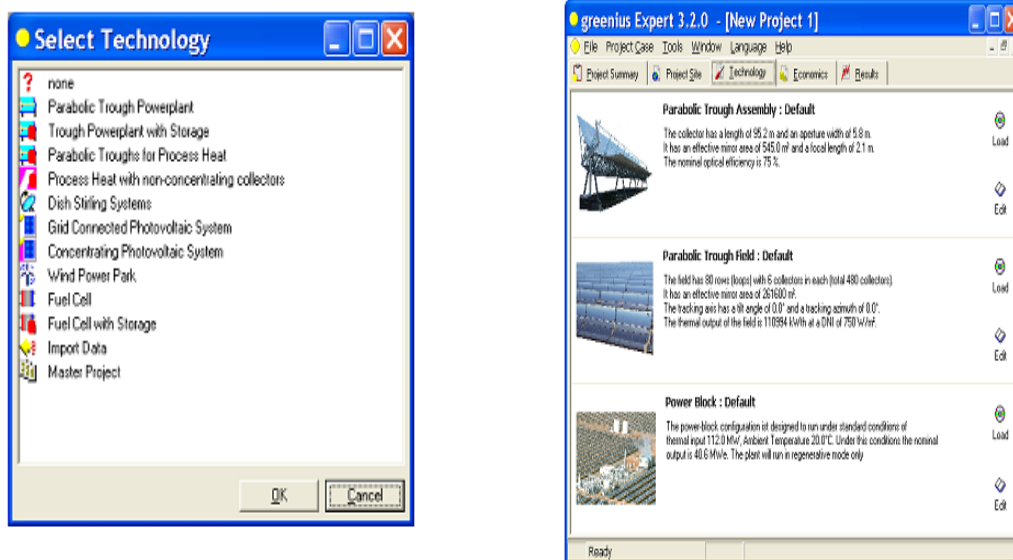 Select Technology
none
Parabolic Trough Powerplant
Trough Powerplant with Storage
Parabolic Troughs for Process Heat
Process Heat with non-concentrating collectors
Dish Stirling Systems
Grid Connected Photovoltaic System
Concentrating Photovoltaic System
Wind Power Park
Fuel Cell
Fuel Cell with Storage
Import Data
Master Project
OK
Cancel
greenius Expert 3.2.0 - [New Project 1]
File Project Case Tools Window Language Help
Project Summary Project Site Technology Economics Results
Parabolic Trough Assembly : Default
The collector has a length of 95.2 m and an aperture width of 5.8 m.
It has an effective mirror area of 545.0 m² and a focal length of 2.1 m.
The nominal optical efficiency is 75 %.
Load
Edit
Parabolic Trough Field : Default
The field has 80 rows (loops) with 6 collectors in each (total 480 collectors).
It has an effective mirror area of 261600 m².
The tracking axis has a tilt angle of 0.0° and a tracking azimuth of 0.0°.
The thermal output of the field is 110994 kWth at a DNI of 750 W/m².
Load
Edit
Power Block : Default
The power-block configuration ist designed to run under standard conditions of
thermal input 112.0 MW, Ambient Temperature 20.0°C. Under this conditions the nominal
output is 40.6 MWe. The plant will run in regenerative mode only
Load
Edit
Ready